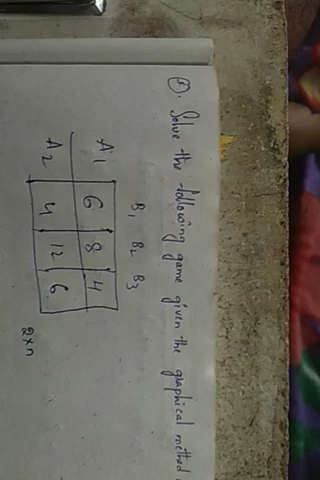 Solve the following game given the graphical method
B1 B2 B3
A1 6 8 4
A2 4 12 6
2×n